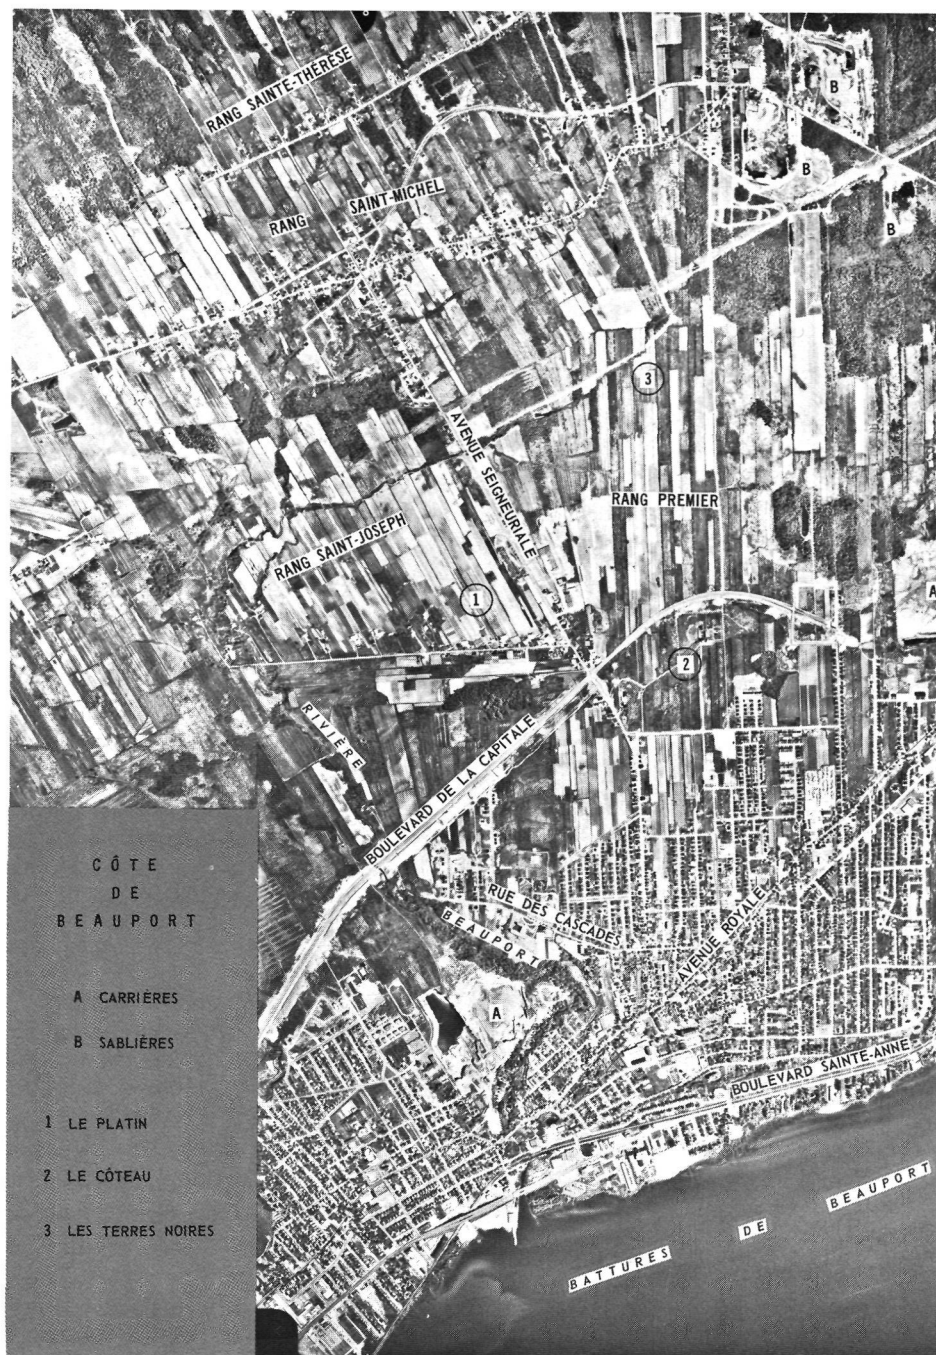 RANG SAINTE-THÉRÈSE
B
B
RANG SAINT-MICHEL
B
3
AVENUE SEIGNEURIALE
RANG PREMIER
RANG SAINT-JOSEPH
1
A
2
RIVIÈRE
BOULEVARD DE LA CAPITALE
CÔTE
DE
BEAUPORT
RUE DES CASCADES
BEAUPORT
AVENUE ROYALE
A CARRIÈRES
A
B SABLIÈRES
BOULEVARD SAINTE-ANNE
1 LE PLATIN
2 LE CÔTEAU
3 LES TERRES NOIRES
BATTURES DE BEAUPORT